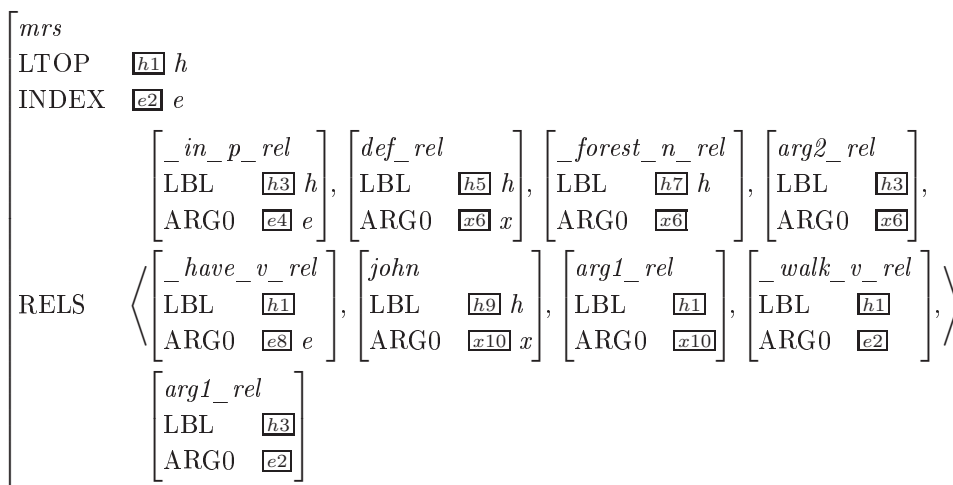 mrs
LTOP h1 h
INDEX e2 e
_in_p_rel def_rel _forest_n_rel arg2_rel
LBL h3 h , LBL h5 h , LBL h7 h , LBL h3 ,
ARG0 e4 e ARG0 x6 x ARG0 x6 ARG0 x6
_have_v_rel john arg1_rel _walk_v_rel
RELS ⟨ LBL h1 , LBL h9 h , LBL h1 , LBL h1 , ⟩
ARG0 e8 e ARG0 x10 x ARG0 x10 ARG0 e2
arg1_rel
LBL h3
ARG0 e2